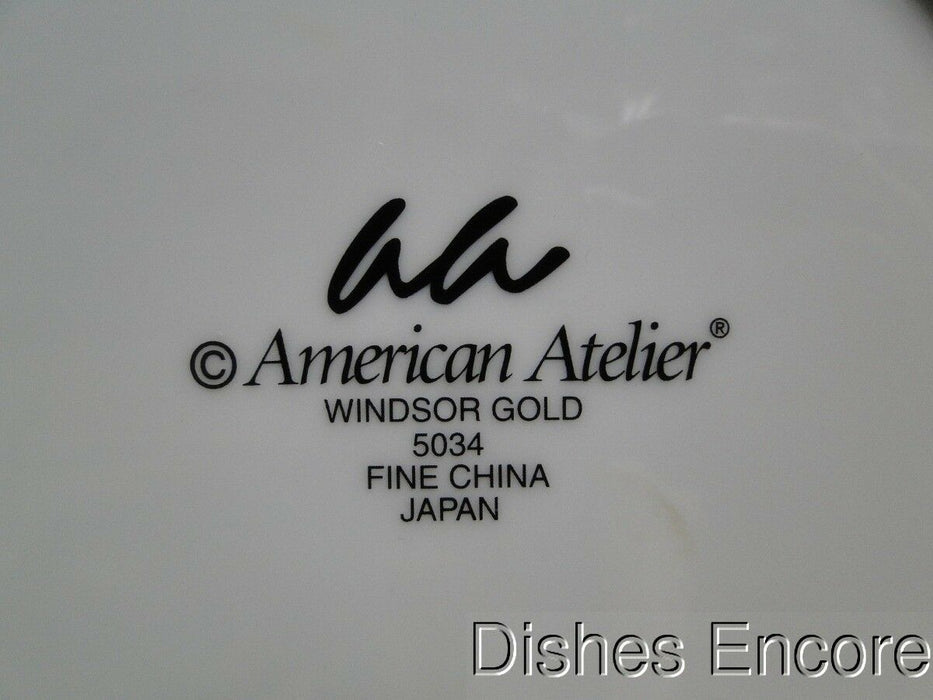 aa
© American Atelier®
WINDSOR GOLD
5034
FINE CHINA
JAPAN
Dishes Encore